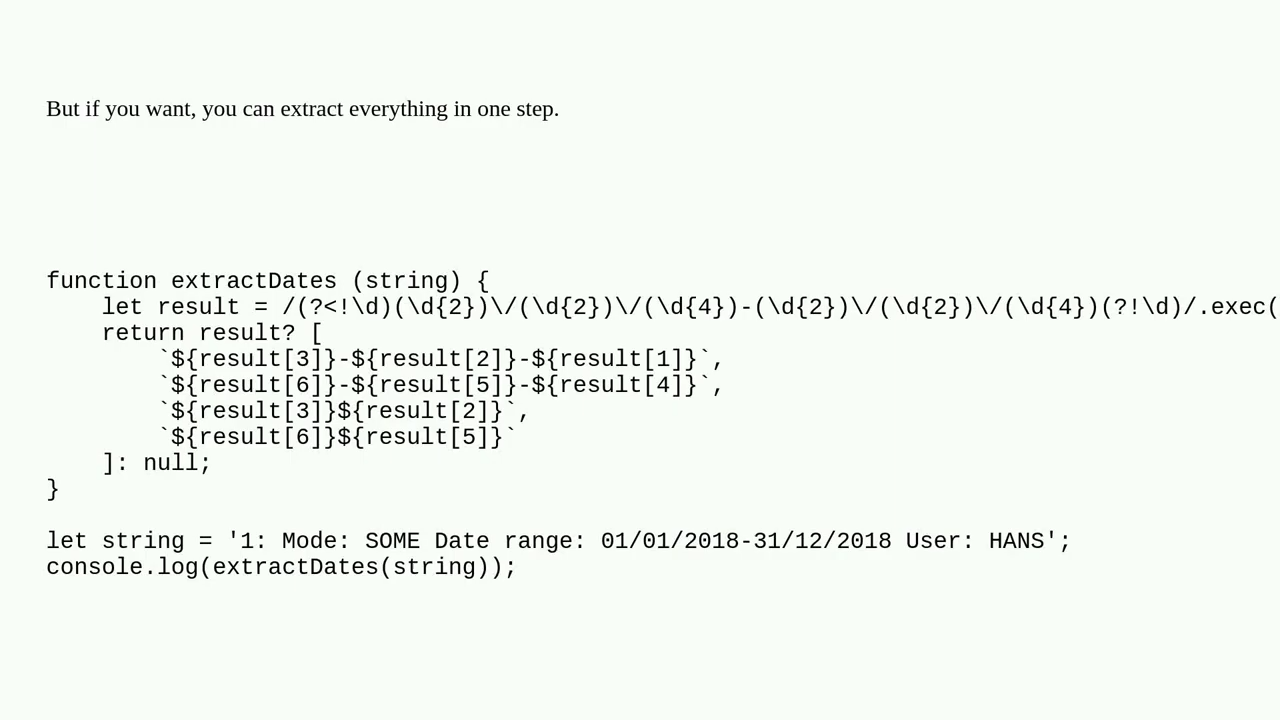 But if you want, you can extract everything in one step.
function extractDates (string) {
    let result = /(?<!\d)(\d{2})\/(\d{2})\/(\d{4})-(\d{2})\/(\d{2})\/(\d{4})(?!\d)/.exec(
    return result? [
        `${result[3]}-${result[2]}-${result[1]}`,
        `${result[6]}-${result[5]}-${result[4]}`,
        `${result[3]}${result[2]}`,
        `${result[6]}${result[5]}`
    ]: null;
}
let string = '1: Mode: SOME Date range: 01/01/2018-31/12/2018 User: HANS';
console.log(extractDates(string));